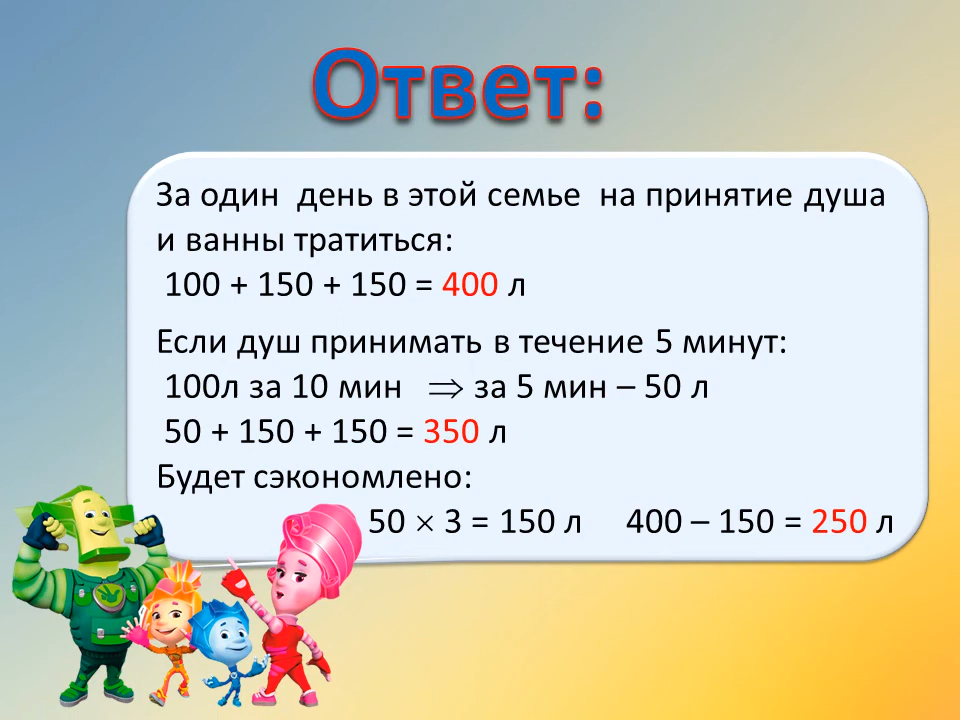 Ответ:
За один день в этой семье на принятие душа
и ванны тратиться:
100 + 150 + 150 = 400 л
Если душ принимать в течение 5 минут:
100л за 10 мин ⇒ за 5 мин – 50 л
50 + 150 + 150 = 350 л
Будет сэкономлено:
50 × 3 = 150 л 400 – 150 = 250 л